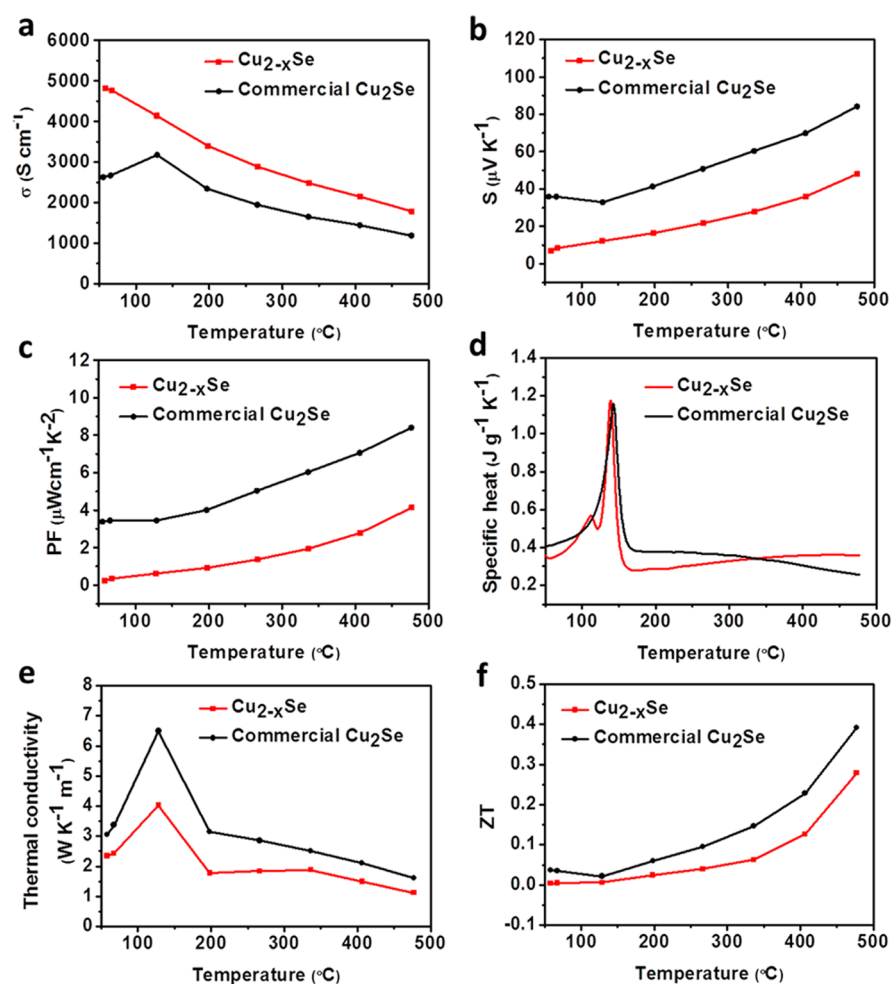 a
6000
5000
4000
3000
2000
1000
0
σ (S cm⁻¹)
Cu₂₋ₓSe
Commercial Cu₂Se
100 200 300 400 500
Temperature (°C)
b
120
100
80
60
40
20
0
S (μV K⁻¹)
Cu₂₋ₓSe
Commercial Cu₂Se
100 200 300 400 500
Temperature (°C)
c
12
10
8
6
4
2
0
PF (μWcm⁻¹K⁻²)
Cu₂₋ₓSe
Commercial Cu₂Se
100 200 300 400 500
Temperature (°C)
d
1.4
1.2
1.0
0.8
0.6
0.4
0.2
Specific heat (J g⁻¹ K⁻¹)
Cu₂₋ₓSe
Commercial Cu₂Se
100 200 300 400 500
Temperature (°C)
e
8
7
6
5
4
3
2
1
0
Thermal conductivity
(W K⁻¹ m⁻¹)
Cu₂₋ₓSe
Commercial Cu₂Se
100 200 300 400 500
Temperature (°C)
f
0.5
0.4
0.3
0.2
0.1
0.0
-0.1
ZT
Cu₂₋ₓSe
Commercial Cu₂Se
100 200 300 400 500
Temperature (°C)